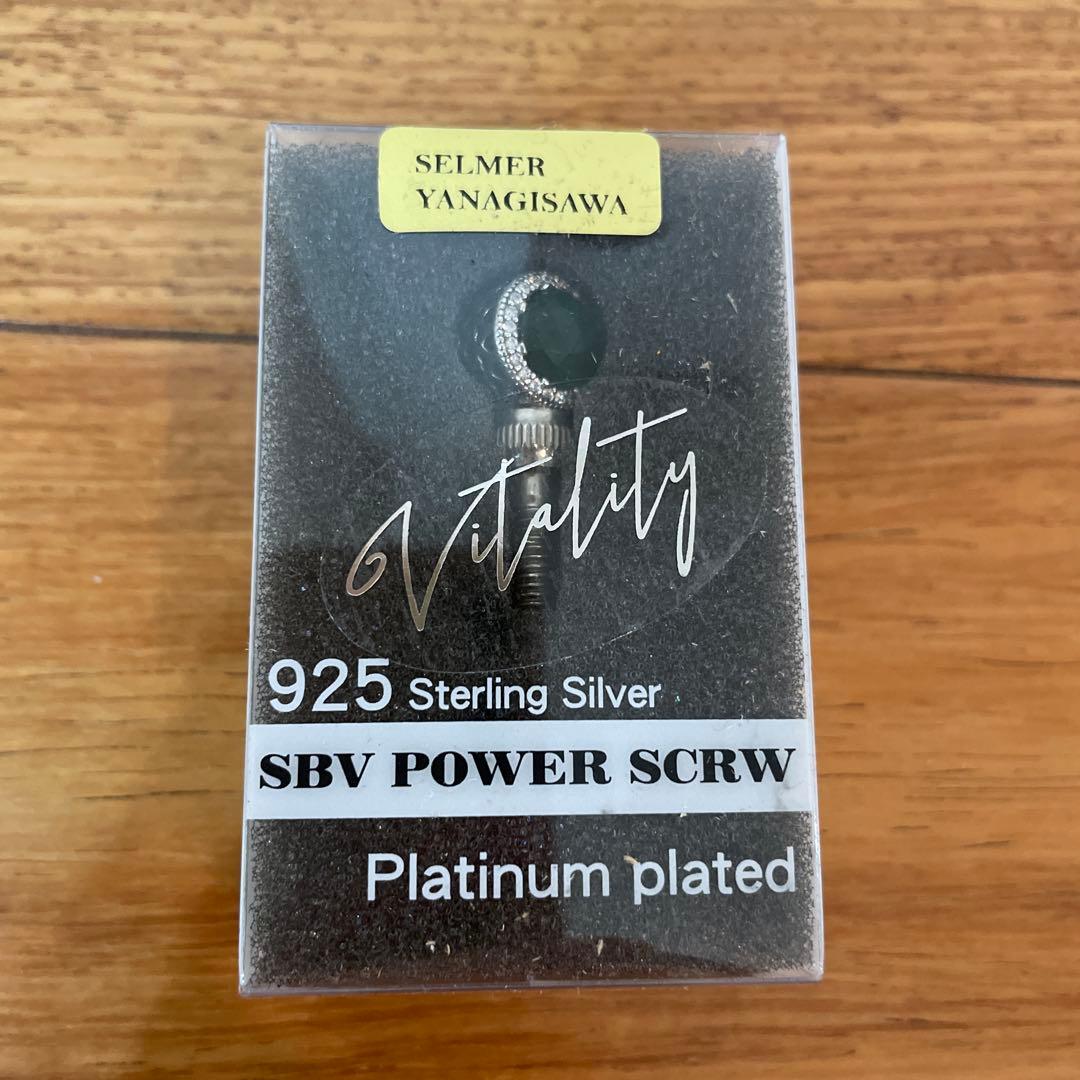 SELMER
YANAGISAWA
Vitality
925 Sterling Silver
SBV POWER SCRW
Platinum plated